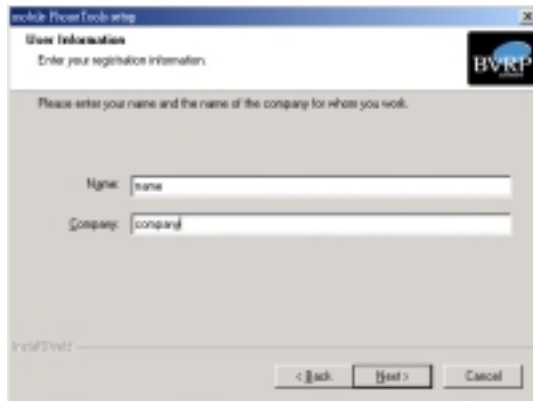 mobile PhoneTools setup
User Information
Enter your registration information.
BVRP
Please enter your name and the name of the company for whom you work.
Name: name
Company: company
InstallShield
< Back Next > Cancel